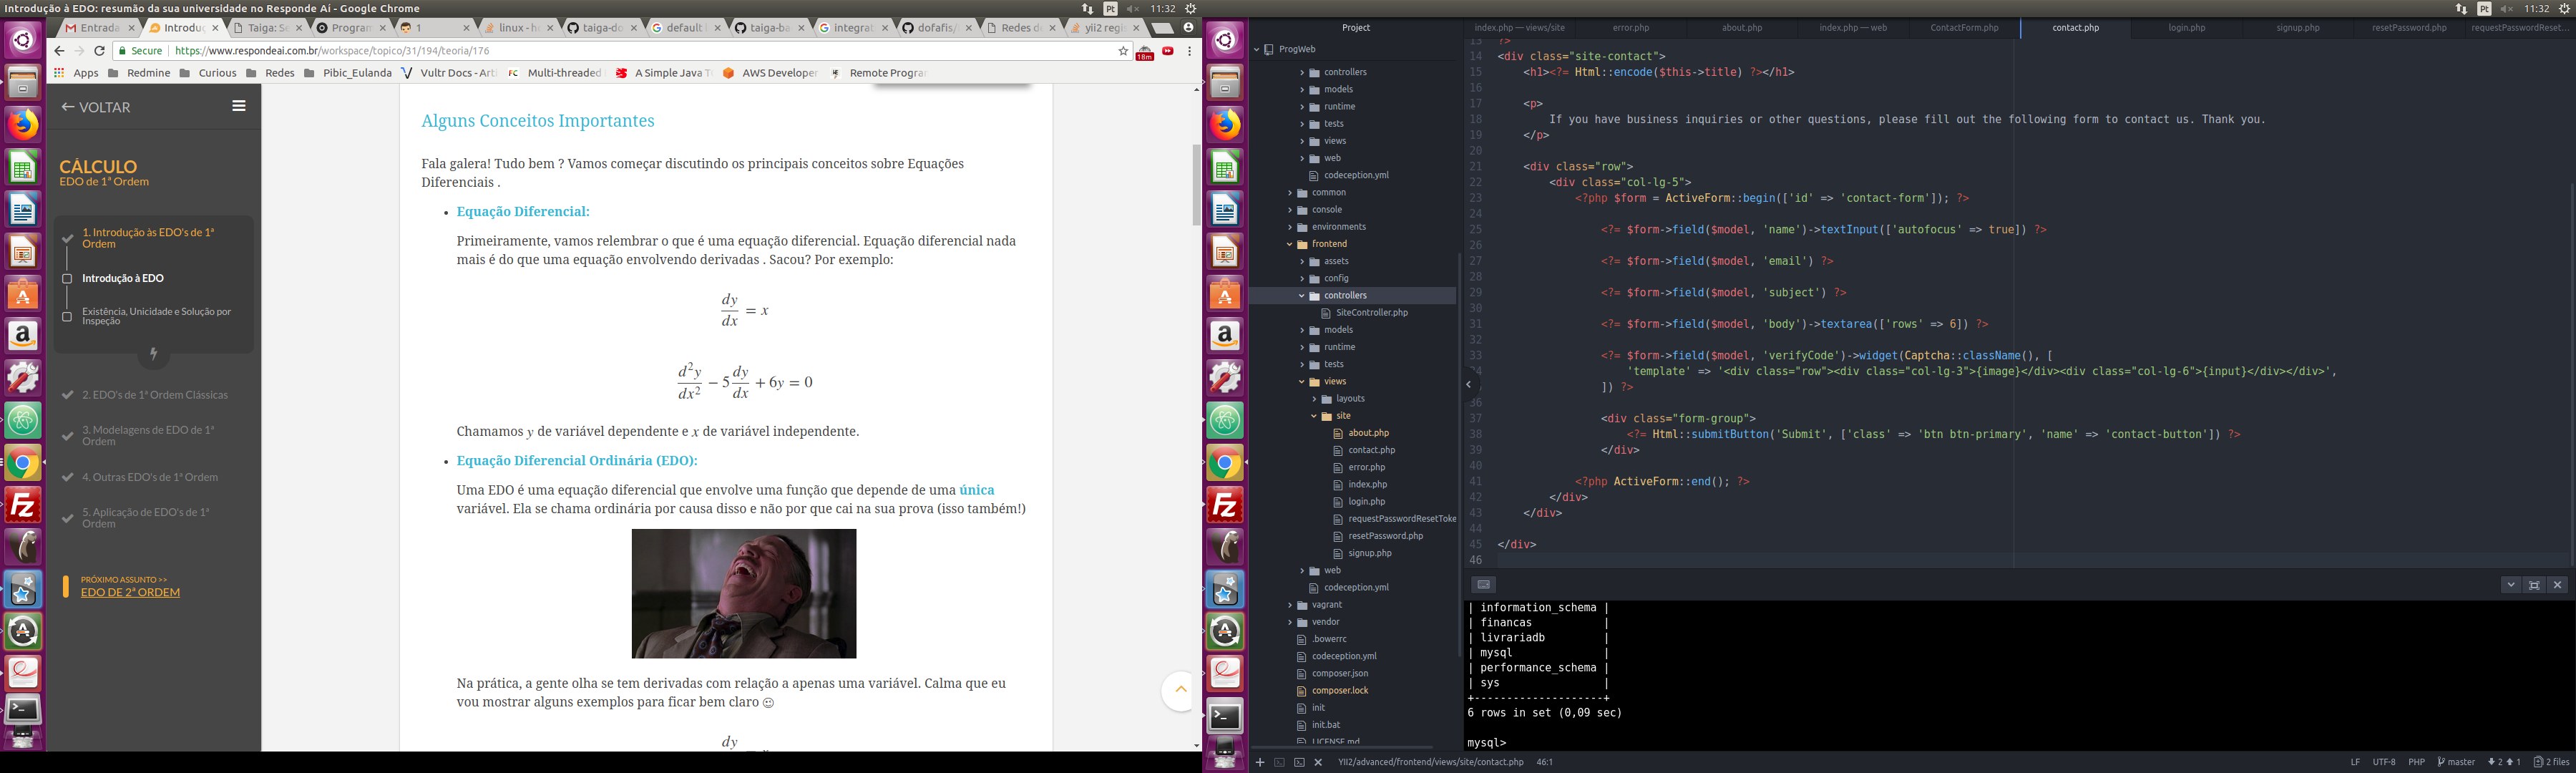 Introdução à EDO: resumão da sua universidade no Responde Aí - Google Chrome
Pt 11:32
Pt 11:32
Entrada
Introduç
Taiga: Se
Program
1
linux - he
taiga-do
default l
taiga-ba
integrat
dofafis/
Redes de
yii2 regis
Secure https://www.respondeai.com.br/workspace/topico/31/194/teoria/176
18m
Apps Redmine Curious Redes Pibic_Eulanda Vultr Docs - Arti Multi-threaded A Simple Java T AWS Developer Remote Progra
VOLTAR
CÁLCULO
EDO de 1ª Ordem
1. Introdução às EDO's de 1ª
Ordem
Introdução à EDO
Existência, Unicidade e Solução por
Inspeção
2. EDO's de 1ª Ordem Clássicas
3. Modelagens de EDO de 1ª
Ordem
4. Outras EDO's de 1ª Ordem
5. Aplicação de EDO's de 1ª
Ordem
PRÓXIMO ASSUNTO >>
EDO DE 2ª ORDEM
Alguns Conceitos Importantes
Fala galera! Tudo bem ? Vamos começar discutindo os principais conceitos sobre Equações
Diferenciais .
• Equação Diferencial:
Primeiramente, vamos relembrar o que é uma equação diferencial. Equação diferencial nada
mais é do que uma equação envolvendo derivadas . Sacou? Por exemplo:
dy/dx = x
d²y/dx² − 5 dy/dx + 6y = 0
Chamamos y de variável dependente e x de variável independente.
• Equação Diferencial Ordinária (EDO):
Uma EDO é uma equação diferencial que envolve uma função que depende de uma única
variável. Ela se chama ordinária por causa disso e não por que cai na sua prova (isso também!)
Na prática, a gente olha se tem derivadas com relação a apenas uma variável. Calma que eu
vou mostrar alguns exemplos para ficar bem claro ☺
dy
Project
ProgWeb
controllers
models
runtime
tests
views
web
codeception.yml
common
console
environments
frontend
assets
config
controllers
SiteController.php
models
runtime
tests
views
layouts
site
about.php
contact.php
error.php
index.php
login.php
requestPasswordResetToke
resetPassword.php
signup.php
web
codeception.yml
vagrant
vendor
.bowerrc
codeception.yml
composer.json
composer.lock
init
init.bat
LICENSE.md
index.php — views/site
error.php
about.php
index.php — web
ContactForm.php
contact.php
login.php
signup.php
resetPassword.php
requestPasswordReset...
13 ?>
14 <div class="site-contact">
15 <h1><?= Html::encode($this->title) ?></h1>
16
17 <p>
18 If you have business inquiries or other questions, please fill out the following form to contact us. Thank you.
19 </p>
20
21 <div class="row">
22 <div class="col-lg-5">
23 <?php $form = ActiveForm::begin(['id' => 'contact-form']); ?>
24
25 <?= $form->field($model, 'name')->textInput(['autofocus' => true]) ?>
26
27 <?= $form->field($model, 'email') ?>
28
29 <?= $form->field($model, 'subject') ?>
30
31 <?= $form->field($model, 'body')->textarea(['rows' => 6]) ?>
32
33 <?= $form->field($model, 'verifyCode')->widget(Captcha::className(), [
34 'template' => '<div class="row"><div class="col-lg-3">{image}</div><div class="col-lg-6">{input}</div></div>',
]) ?>
36
37 <div class="form-group">
38 <?= Html::submitButton('Submit', ['class' => 'btn btn-primary', 'name' => 'contact-button']) ?>
39 </div>
40
41 <?php ActiveForm::end(); ?>
42 </div>
43 </div>
44
45 </div>
46
| information_schema |
| financas |
| livrariadb |
| mysql |
| performance_schema |
| sys |
+--------------------+
6 rows in set (0,09 sec)
mysql>
YII2/advanced/frontend/views/site/contact.php 46:1
LF UTF-8 PHP master 2 1 2 files